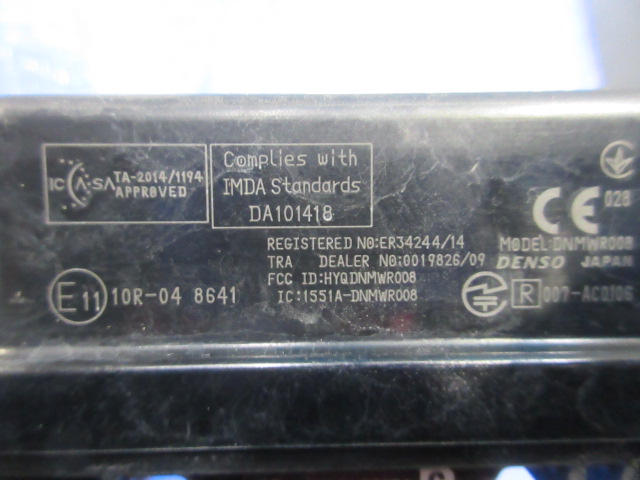 ICASA TA-2014/1194
APPROVED
Complies with
IMDA Standards
DA101418
CE 028
REGISTERED NO:ER34244/14
TRA DEALER NO:0019826/09
FCC ID:HYQDNMWR008
IC:1551A-DNMWR008
MODEL:DNMWR008
DENSO JAPAN
E11 10R-04 8641
R 007-AC0106